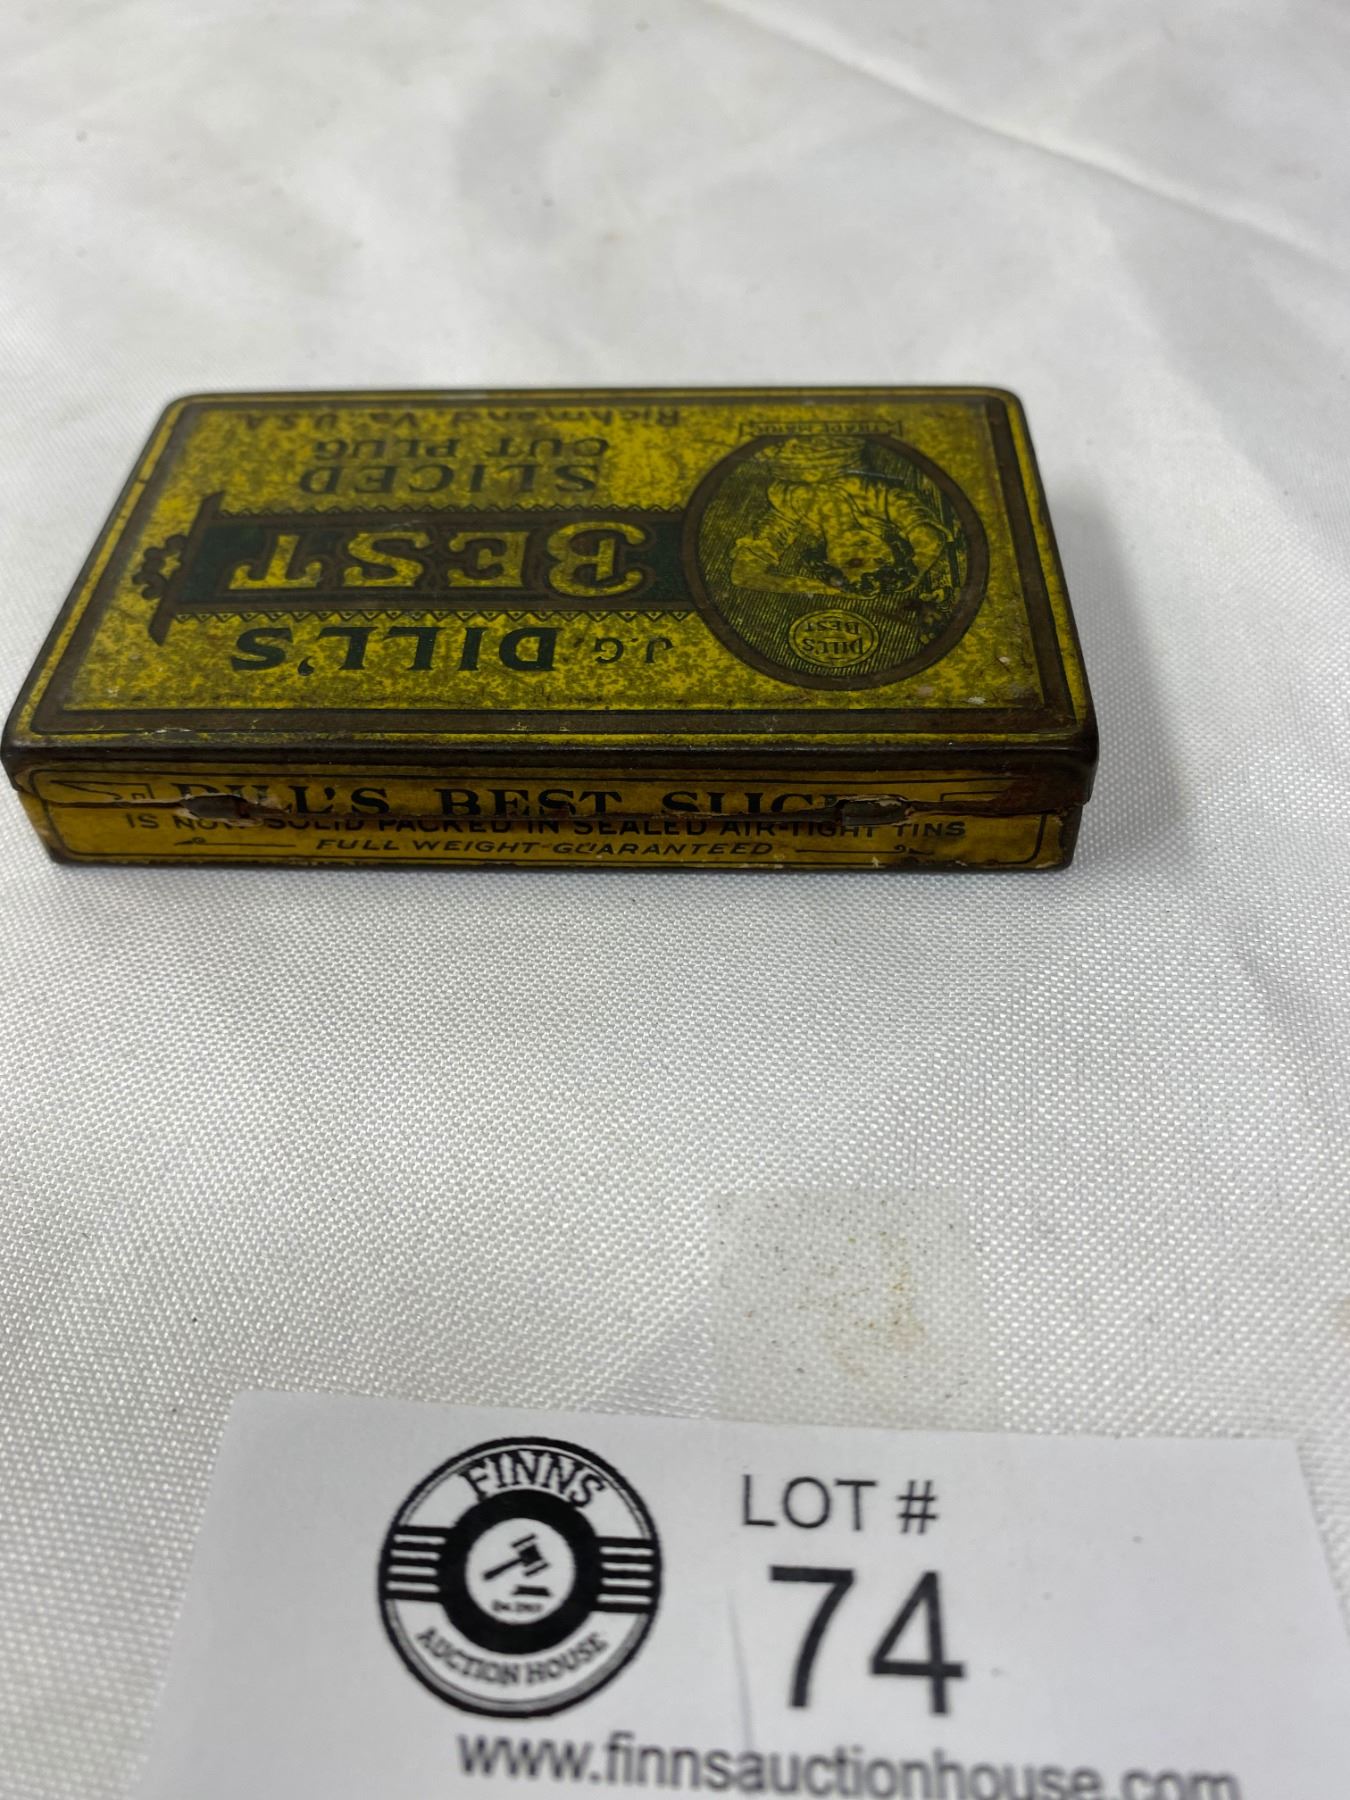 J.G. DILL'S
BEST
SLICED
CUT PLUG
Richmond, Va. U.S.A.
DILL'S
BEST
TRADE MARK
DILL'S BEST
IS NOW SOLID PACKED IN SEALED AIR-TIGHT TINS
FULL WEIGHT GUARANTEED
FINNS
AUCTION HOUSE
LOT #
74
www.finnsauctionhouse.com